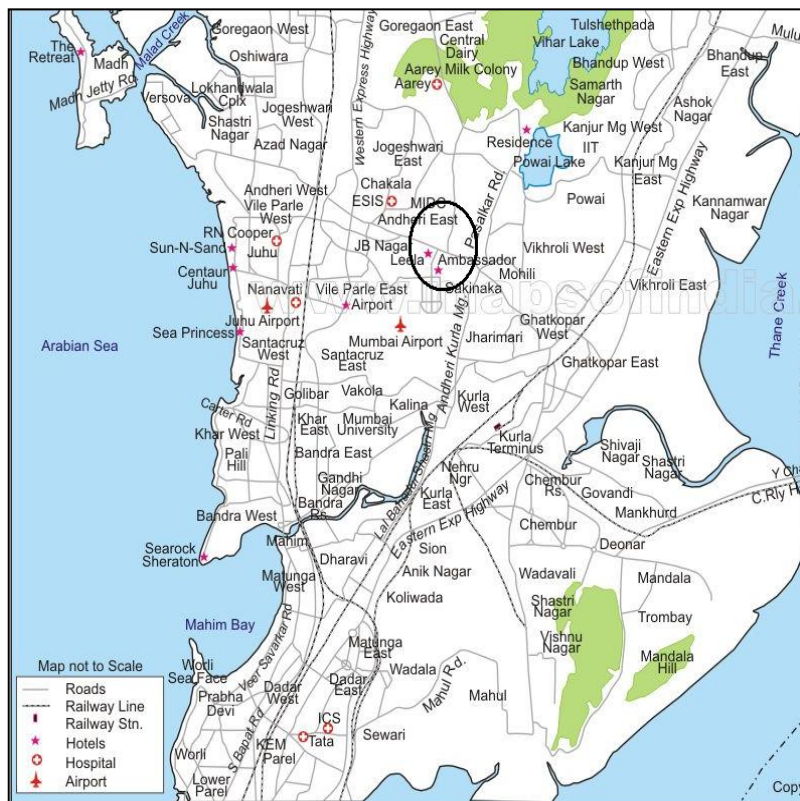 Goregaon East
Tulshethpada
The
Retreat
Madh
Malad Creek
Goregaon West
Oshiwara
Central
Dairy
Vihar Lake
Mulu
Bhandup
East
Madh Jetty Rd.
Versova
Lokhandwala
Cplx
Shastri
Nagar
Jogeshwari
West
Azad Nagar
Western Express Highway
Aarey Milk Colony
Aarey
Bhandup West
Samarth
Nagar
Ashok
Nagar
Residence
Powai Lake
Kanjur Mg West
IIT
Kanjur Mg
East
Jogeshwari
East
Chakala
ESIS
MIDC
Andheri East
Pasalkar Rd.
Powai
Eastern Exp Highway
Kannamwar
Nagar
Andheri West
Vile Parle
West
RN Cooper
Sun-N-Sand
Juhu
Centaur
Juhu
JB Nagar
Leela
Ambassador
Sakinaka
Mohili
Vikhroli West
Vikhroli East
www.mapsofindia
Nanavati
Vile Parle East
Airport
Juhu Airport
Sea Princess
Santacruz
West
Mumbai Airport
Santacruz
East
Jharimari
Ghatkopar
West
Ghatkopar East
Thane Creek
Arabian Sea
Linking Rd
Andheri Kurla Mg.
Golibar
Vakola
Kalina
Kurla
West
Carter Rd
Khar West
Pali
Hill
Khar
East
Mumbai
University
Bandra East
Kurla
Terminus
Shivaji
Nagar
Shastri
Nagar
Gandhi
Nagar
Bandra
Rs.
Lal Bahadur Shastri Mg
Nehru
Ngr
Kurla
East
Chembur
Rs.
Govandi
Mankhurd
Y Cha
C.Rly H
Bandra West
Eastern Exp Highway
Chembur
Searock
Sheraton
Mahim
Dharavi
Sion
Deonar
Matunga
West
Anik Nagar
Wadavali
Mandala
Koliwada
Shastri
Nagar
Trombay
Mahim Bay
Veer Savarkar Rd
Matunga
East
Vishnu
Nagar
Mandala
Hill
Worli
Sea Face
Wadala
Mahul Rd.
Prabha
Devi
Dadar
West
Dadar
East
Mahul
S Bapat Rd
ICS
KEM
Tata
Parel
Sewari
Worli
Lower
Parel
Map not to Scale
Roads
Railway Line
Railway Stn.
Hotels
Hospital
Airport
Copy